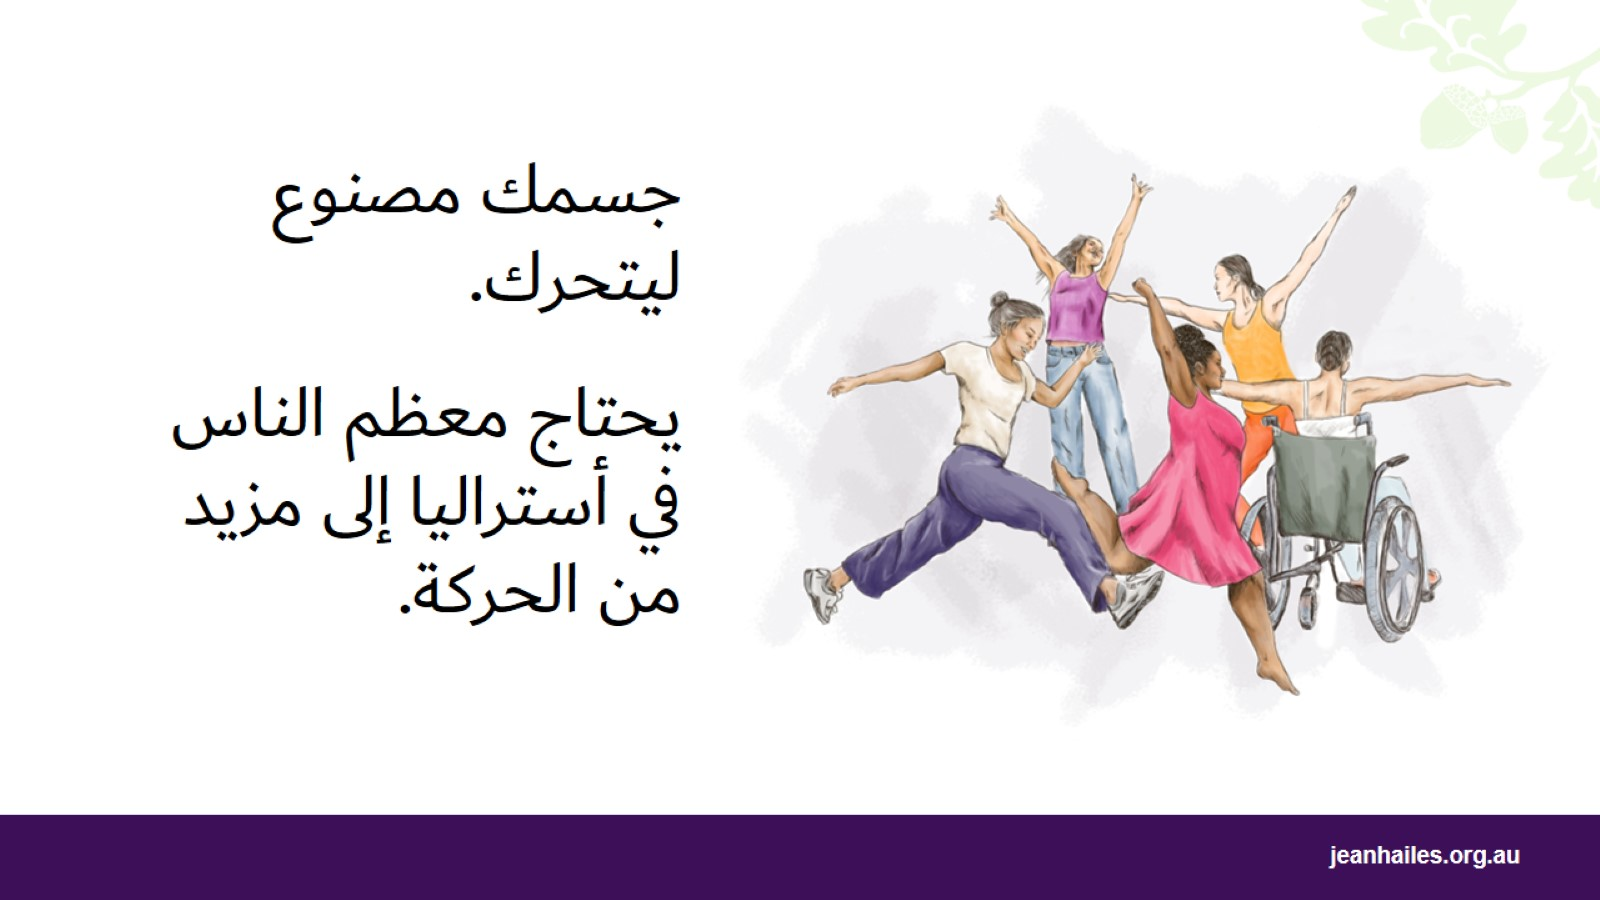 جسمك مصنوع
ليتحرك.
يحتاج معظم الناس
في أستراليا إلى مزيد
من الحركة.
jeanhailes.org.au